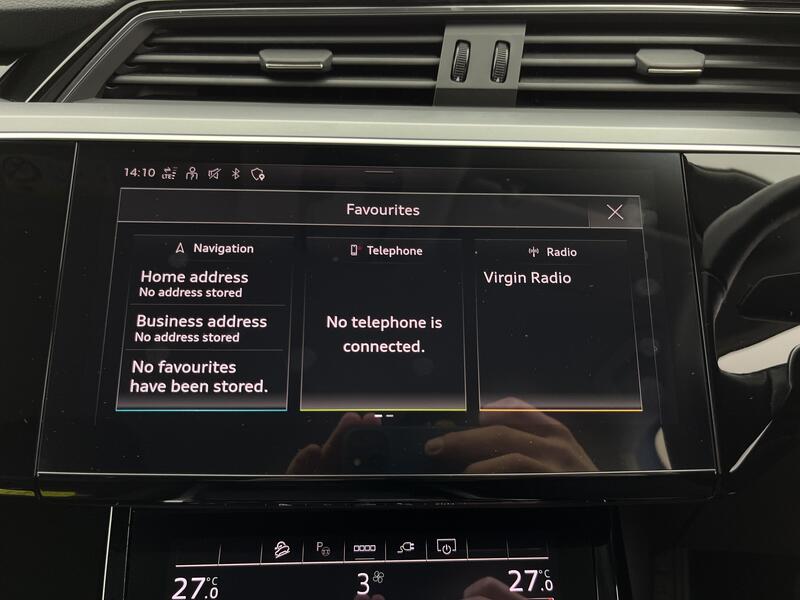 14:10 LTE
Favourites
Navigation
Home address
No address stored
Business address
No address stored
No favourites
have been stored.
Telephone
No telephone is
connected.
Radio
Virgin Radio
P
27.0 °C
3
27.0 °C